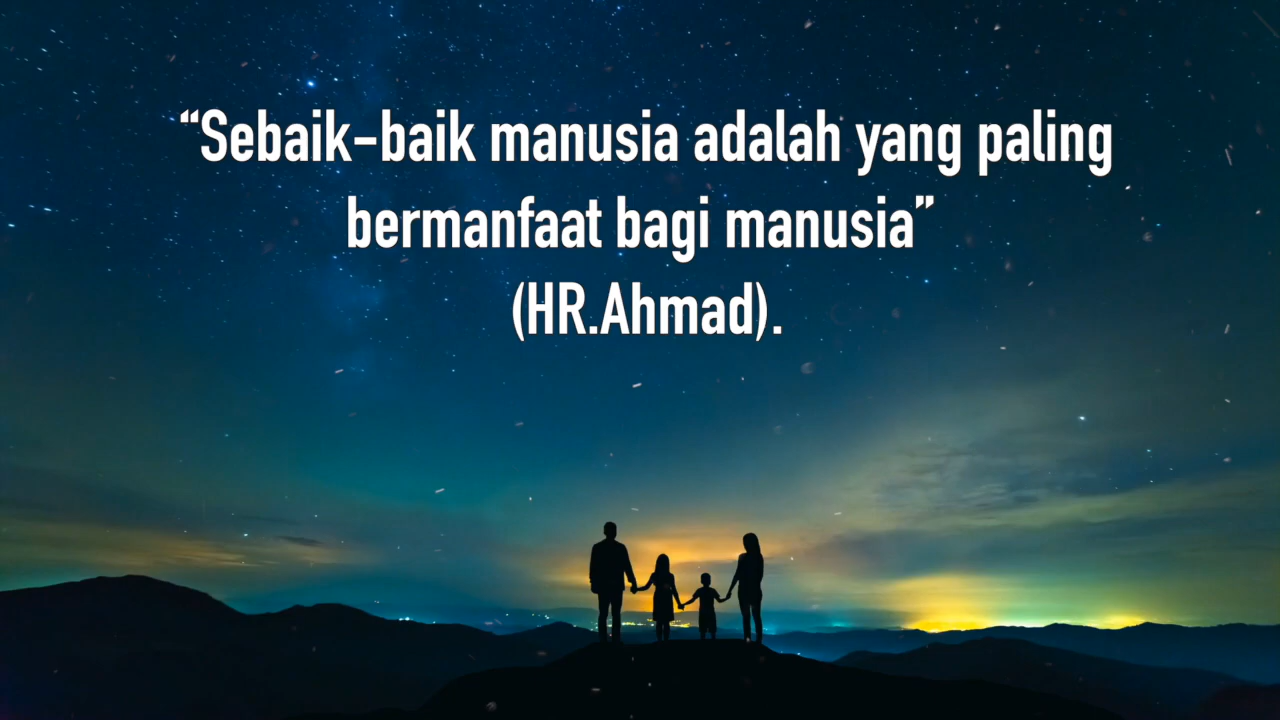 “Sebaik-baik manusia adalah yang paling
bermanfaat bagi manusia”
(HR.Ahmad).